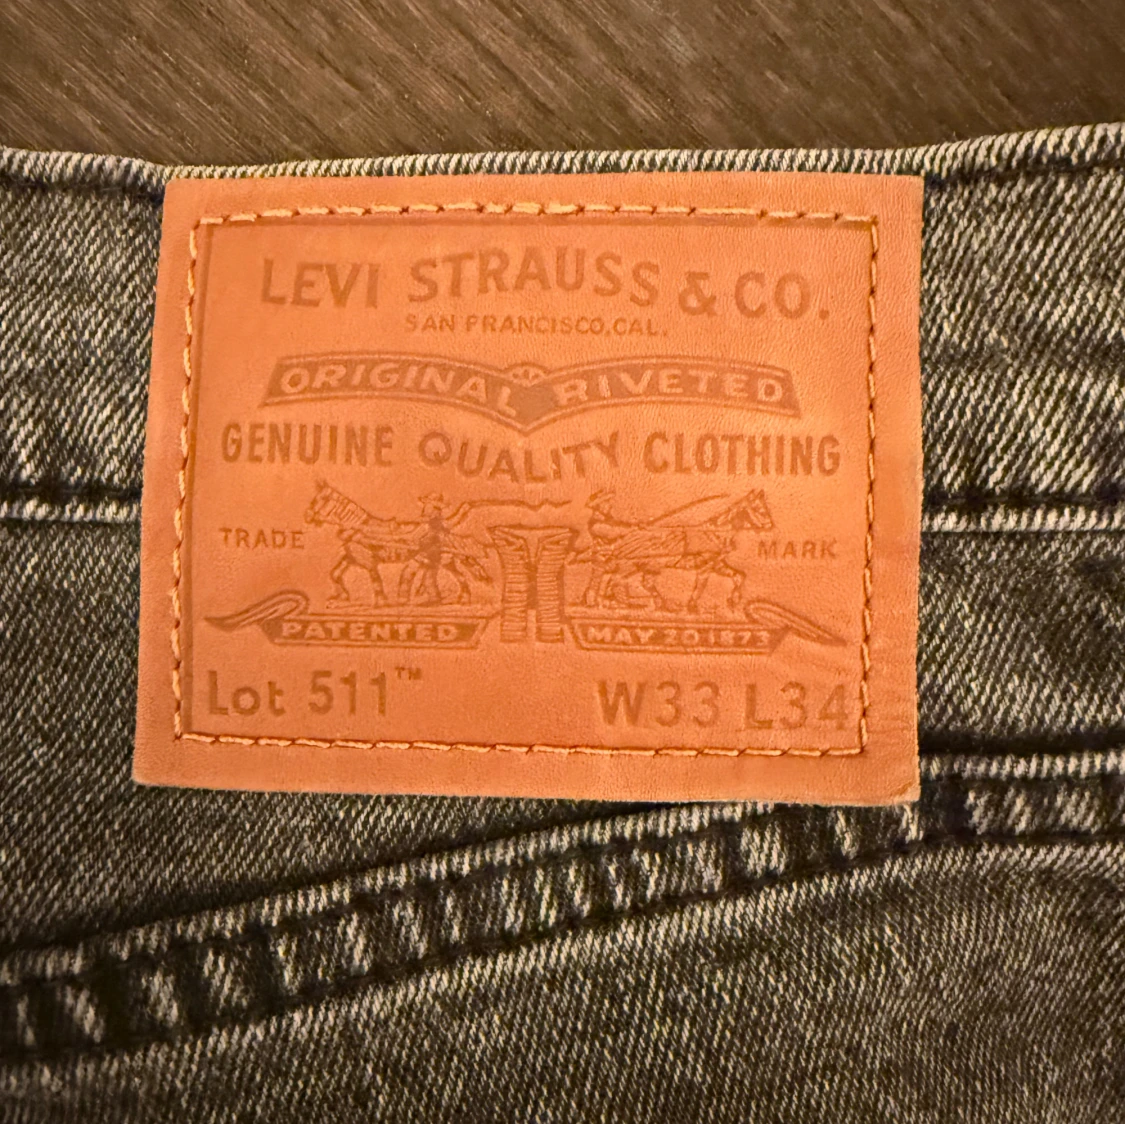 LEVI STRAUSS & CO.
SAN FRANCISCO, CAL.
ORIGINAL RIVETED
GENUINE QUALITY CLOTHING
TRADE MARK
PATENTED MAY 20 1873
Lot 511™ W33 L34